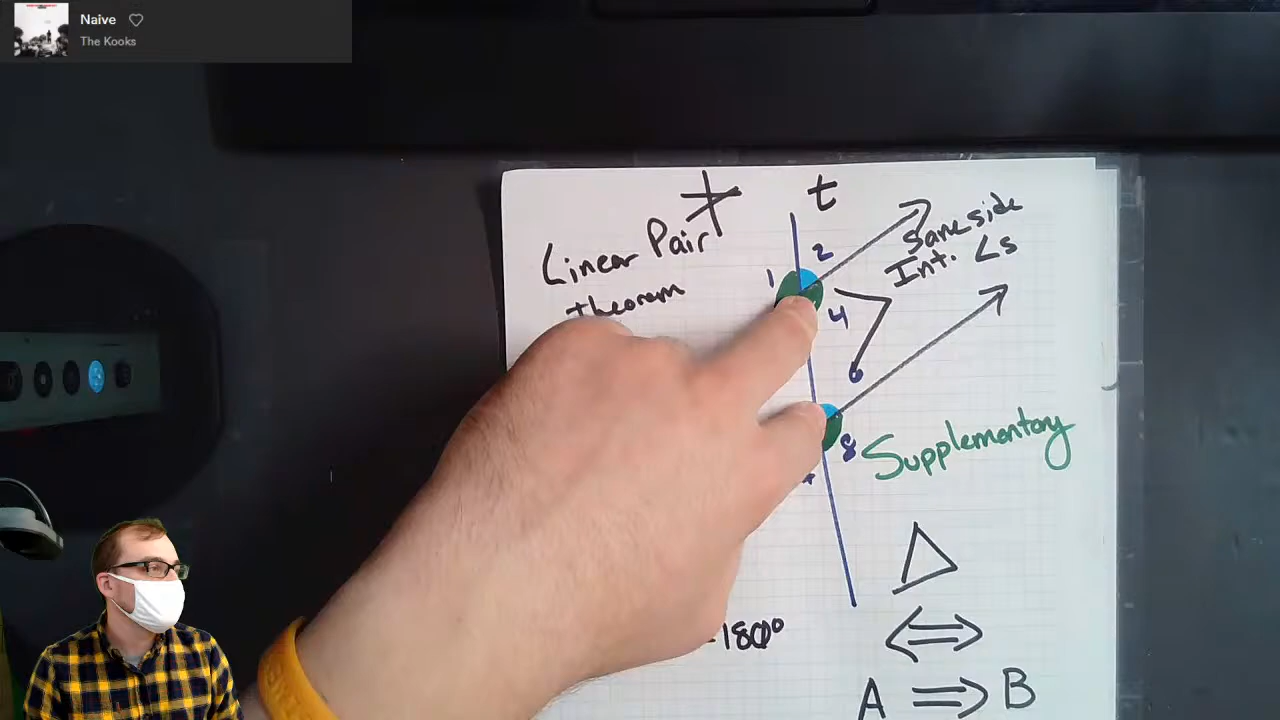 Naive
The Kooks
t
Linear Pair
theorem
Same side
Int. ∠s
1
2
4
6
8
Supplementary
180°
A ⟹ B